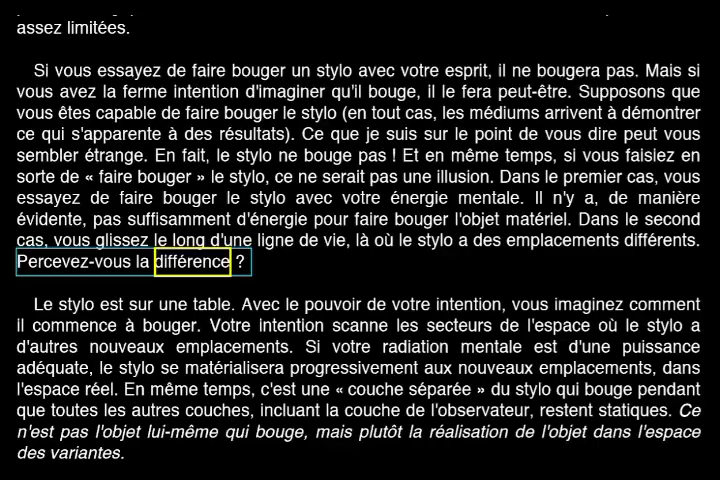 assez limitées.
Si vous essayez de faire bouger un stylo avec votre esprit, il ne bougera pas. Mais si
vous avez la ferme intention d'imaginer qu'il bouge, il le fera peut-être. Supposons que
vous êtes capable de faire bouger le stylo (en tout cas, les médiums arrivent à démontrer
ce qui s'apparente à des résultats). Ce que je suis sur le point de vous dire peut vous
sembler étrange. En fait, le stylo ne bouge pas ! Et en même temps, si vous faisiez en
sorte de « faire bouger » le stylo, ce ne serait pas une illusion. Dans le premier cas, vous
essayez de faire bouger le stylo avec votre énergie mentale. Il n'y a, de manière
évidente, pas suffisamment d'énergie pour faire bouger l'objet matériel. Dans le second
cas, vous glissez le long d'une ligne de vie, là où le stylo a des emplacements différents.
Percevez-vous la différence ?
Le stylo est sur une table. Avec le pouvoir de votre intention, vous imaginez comment
il commence à bouger. Votre intention scanne les secteurs de l'espace où le stylo a
d'autres nouveaux emplacements. Si votre radiation mentale est d'une puissance
adéquate, le stylo se matérialisera progressivement aux nouveaux emplacements, dans
l'espace réel. En même temps, c'est une « couche séparée » du stylo qui bouge pendant
que toutes les autres couches, incluant la couche de l'observateur, restent statiques. Ce
n'est pas l'objet lui-même qui bouge, mais plutôt la réalisation de l'objet dans l'espace
des variantes.